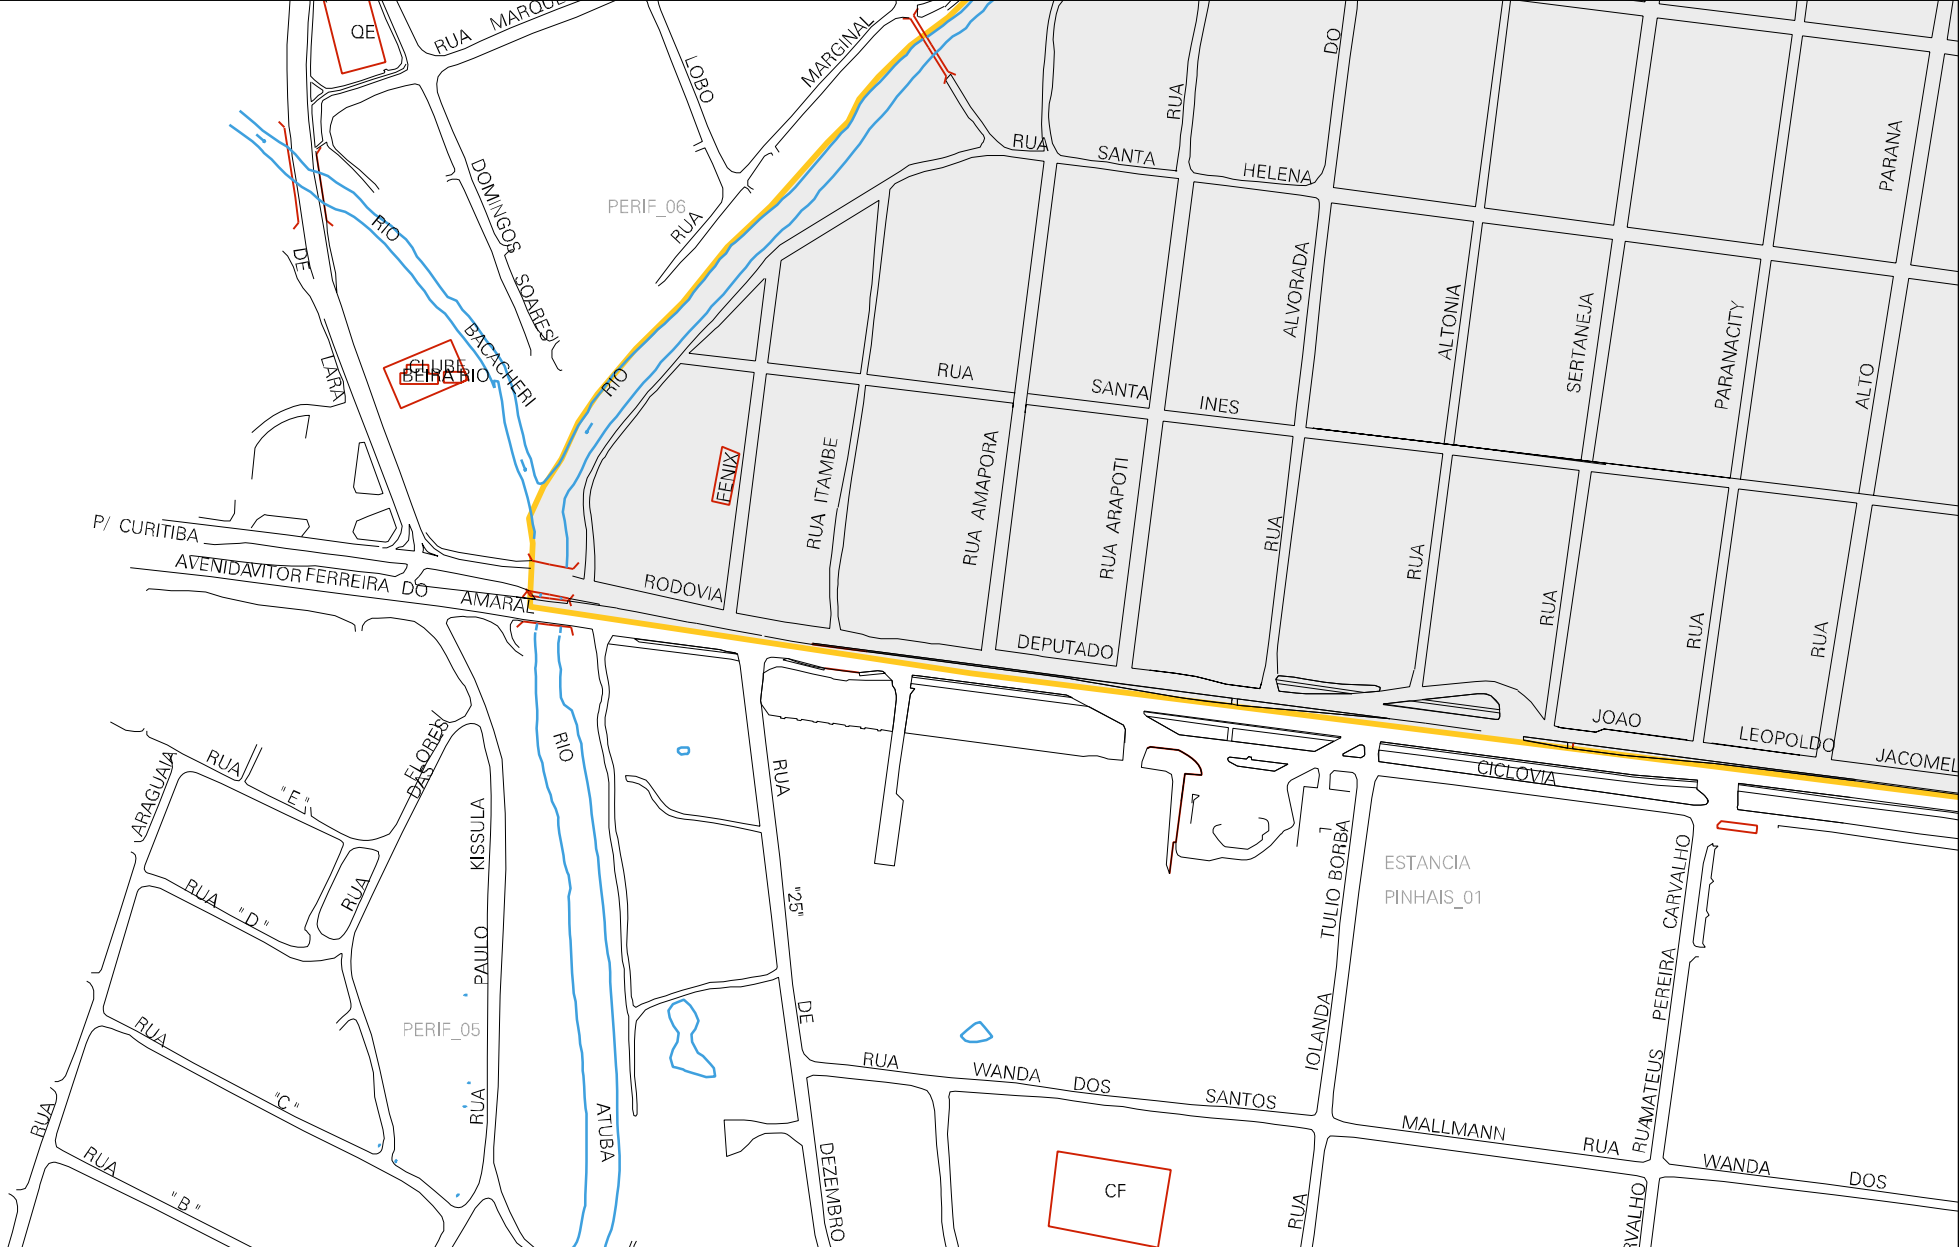 QE
RUA
LOBO
MARGINAL
DO
RUA
RUA
SANTA
HELENA
PARANA
DOMINGOS
SOARES
PERIF_06
RUA
RIO
DE
BACACHERI
LARA
CLUBE
BEIRA RIO
RIO
ALVORADA
ALTONIA
SERTANEJA
PARANACITY
ALTO
RUA
SANTA
INES
FENIX
RUA ITAMBE
RUA AMAPORA
RUA ARAPOTI
RUA
RUA
RUA
RUA
RUA
P/ CURITIBA
AVENIDA VITOR FERREIRA DO AMARAL
RODOVIA
DEPUTADO
JOAO
LEOPOLDO
CICLOVIA
RUA
"E"
FLORES
DAS
RUA
ARAGUAIA
RIO
RUA
KISSULA
PAULO
RUA
RUA
"D"
"25"
TULIO BORBA
IOLANDA
ESTANCIA
PINHAIS_01
CARVALHO
PEREIRA
MATEUS
RUA
PERIF_05
RUA
"C"
DE
RUA
WANDA
DOS
SANTOS
MALLMANN
RUA
WANDA
DOS
RUA
RUA
"B"
ATUBA
DEZEMBRO
CF
RUA